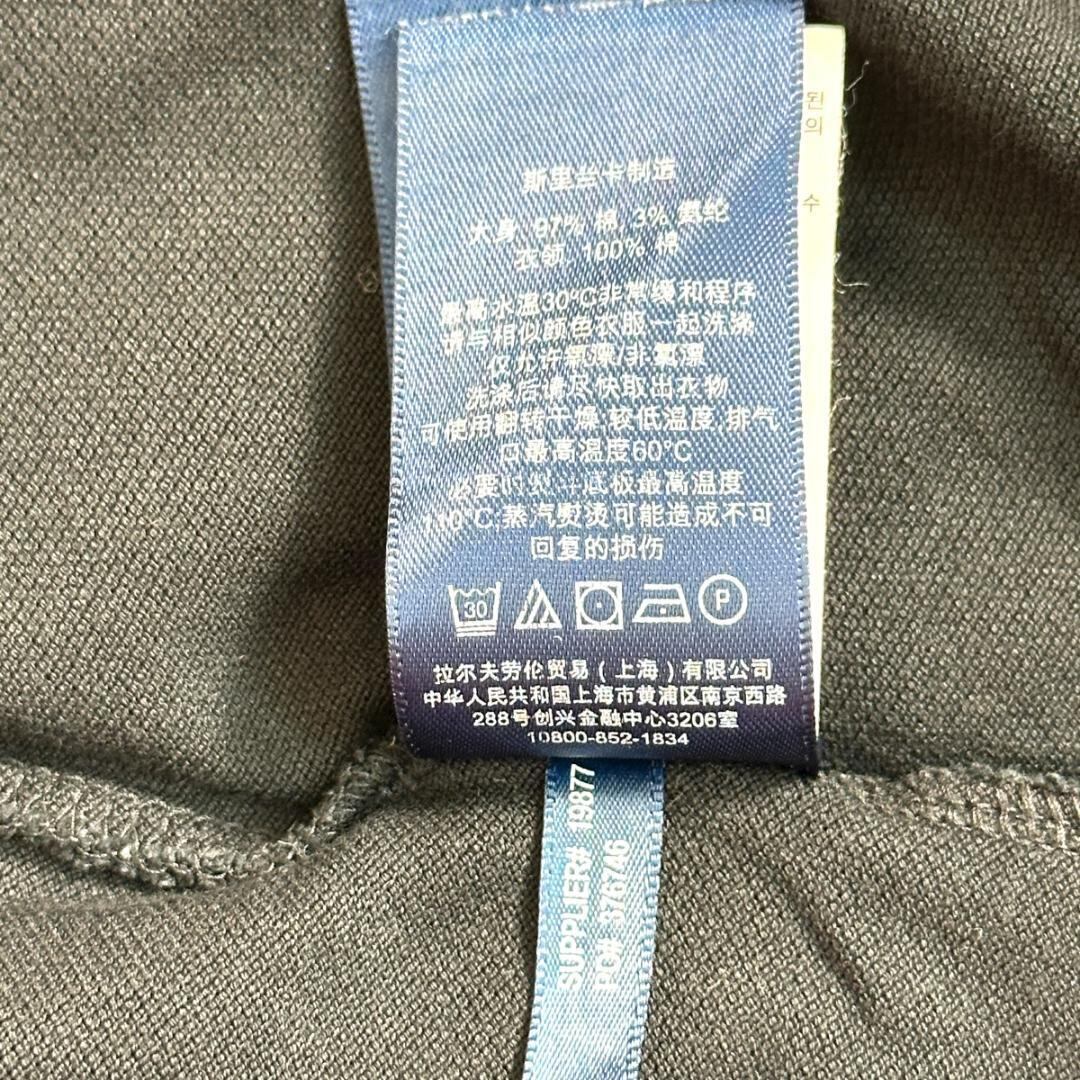 斯里兰卡制造
大身: 97% 棉, 3% 氨纶
衣领: 100% 棉
最高水温30°C,非常缓和程序
请与相似颜色衣服一起洗涤
仅允许氧漂/非氯漂
洗涤后请尽快取出衣物
可使用翻转干燥,较低温度,排气
口最高温度60°C
底板最高温度
110°C,蒸汽熨烫可能造成不可
回复的损伤
30
P
拉尔夫劳伦贸易(上海)有限公司
中华人民共和国上海市黄浦区南京西路
288号创兴金融中心3206室
10800-852-1834
된
의
수
SUPPLIER# 19877
PO# 376746